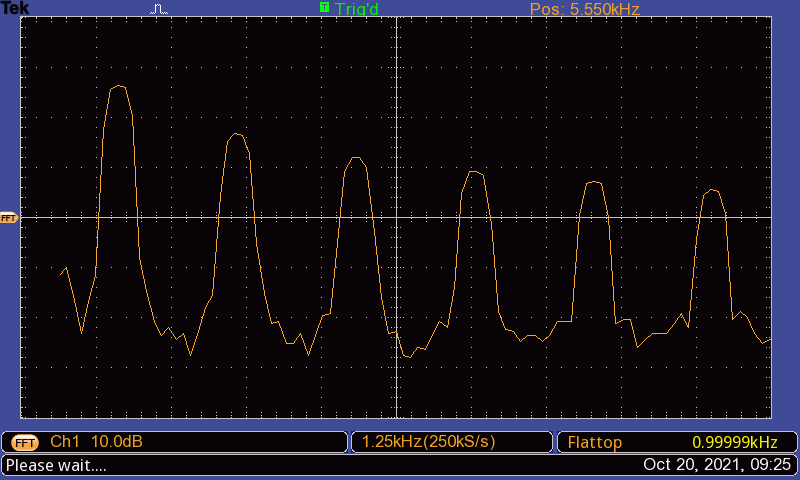 Tek T Trig'd Pos: 5.550kHz
FFT
FFT Ch1 10.0dB 1.25kHz(250kS/s) Flattop 0.99999kHz
Please wait.... Oct 20, 2021, 09:25